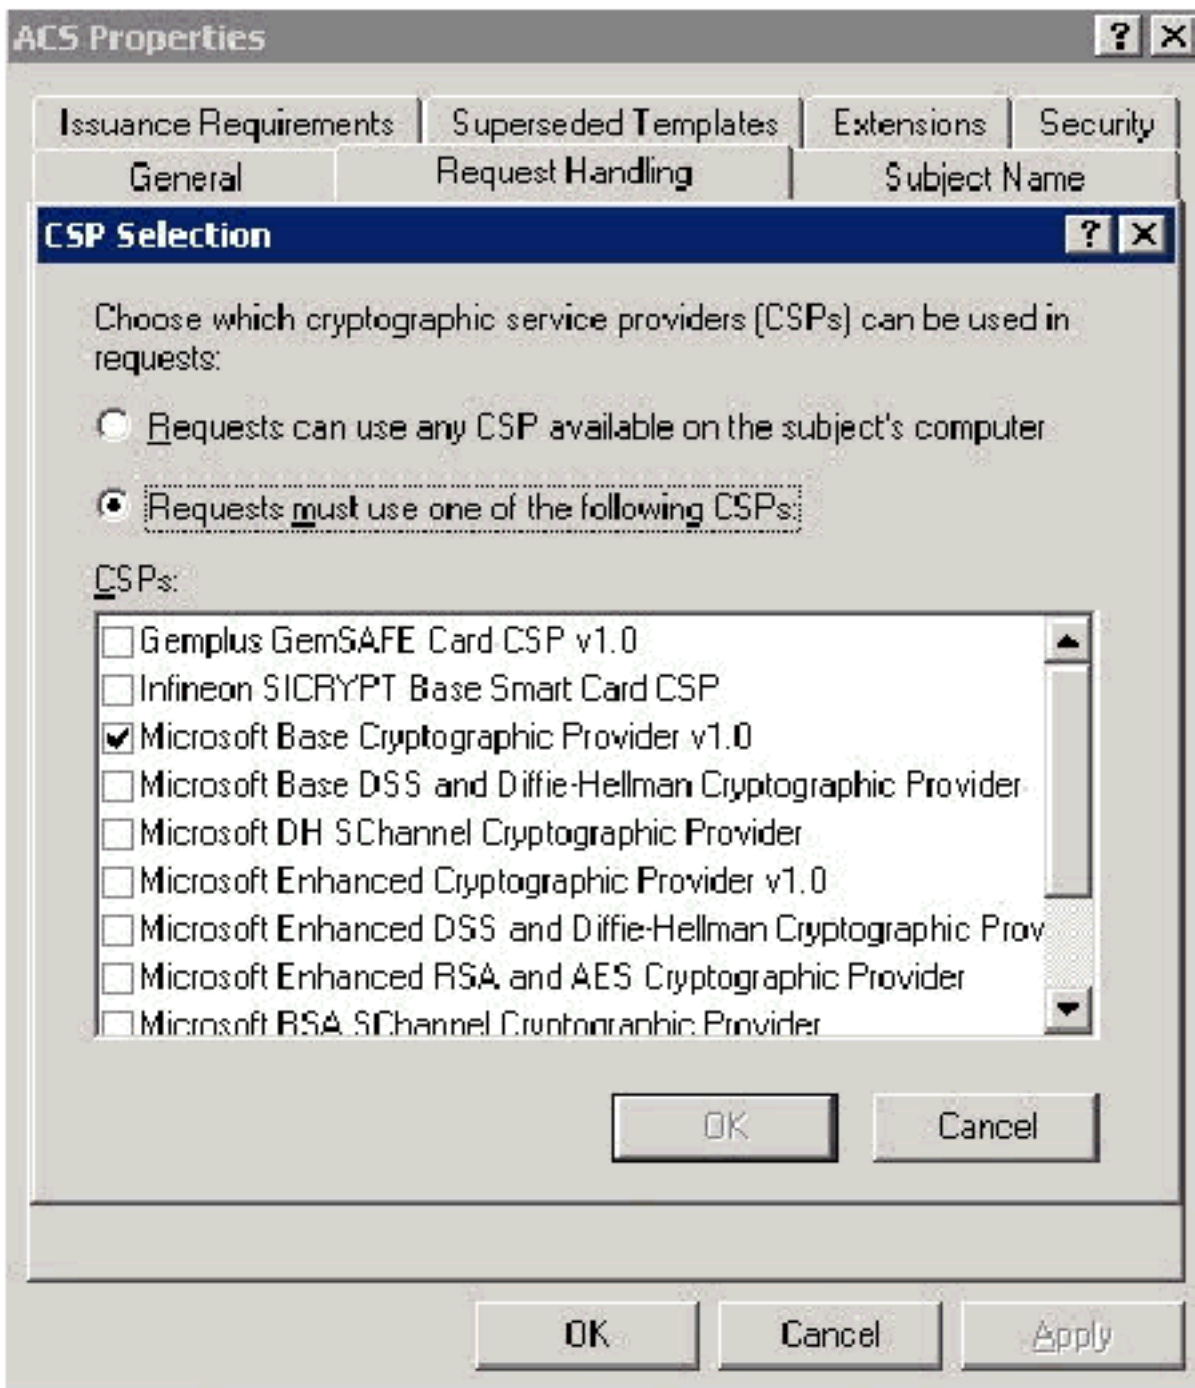 ACS Properties
Issuance Requirements
Superseded Templates
Extensions
Security
General
Request Handling
Subject Name
CSP Selection
Choose which cryptographic service providers (CSPs) can be used in
requests:
Requests can use any CSP available on the subject's computer
Requests must use one of the following CSPs:
CSPs:
Gemplus GemSAFE Card CSP v1.0
Infineon SICRYPT Base Smart Card CSP
Microsoft Base Cryptographic Provider v1.0
Microsoft Base DSS and Diffie-Hellman Cryptographic Provider
Microsoft DH SChannel Cryptographic Provider
Microsoft Enhanced Cryptographic Provider v1.0
Microsoft Enhanced DSS and Diffie-Hellman Cryptographic Prov
Microsoft Enhanced RSA and AES Cryptographic Provider
Microsoft RSA SChannel Cryptographic Provider
OK
Cancel
OK
Cancel
Apply